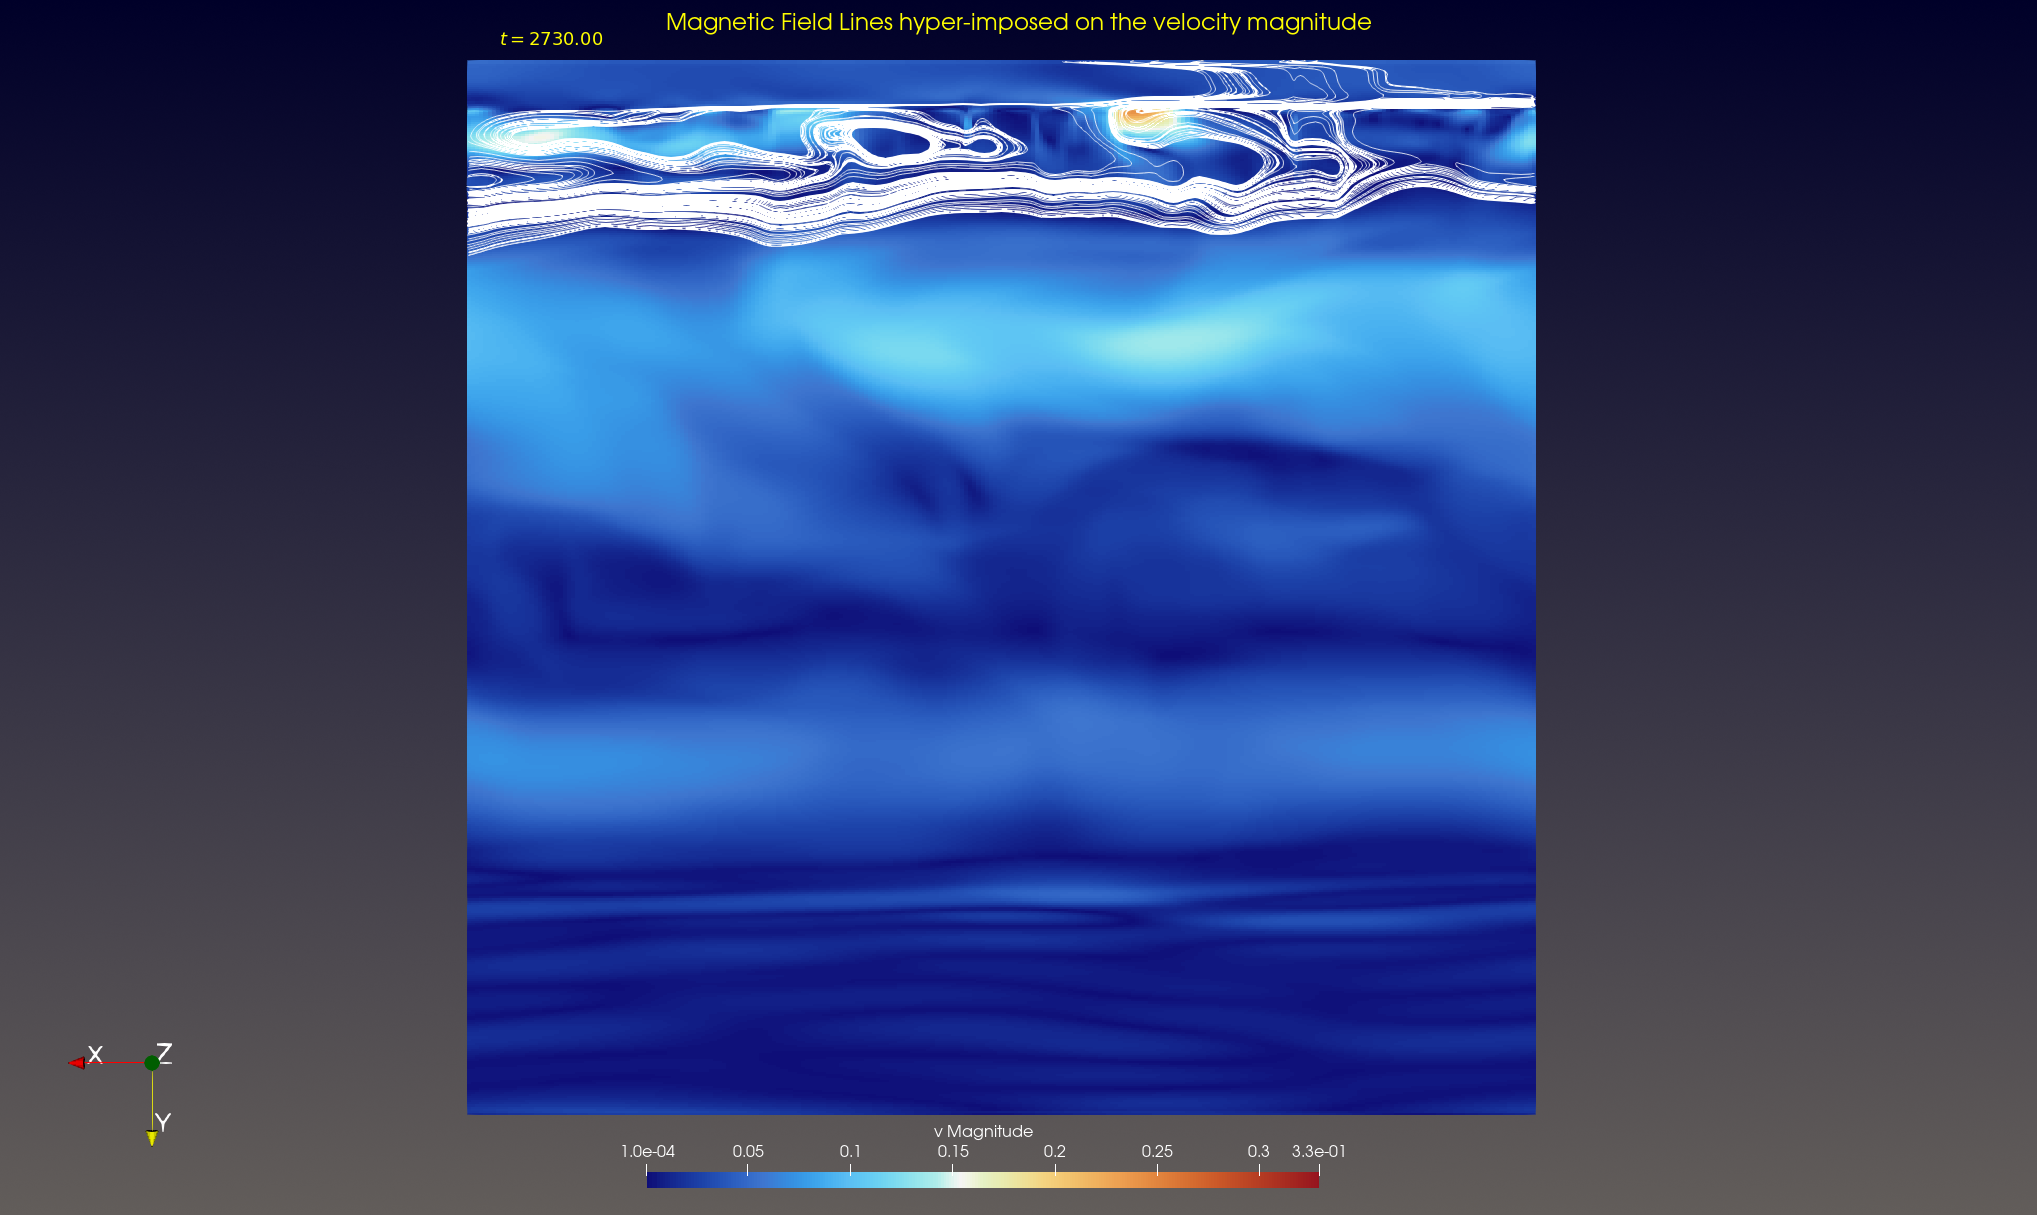 Magnetic Field Lines hyper-imposed on the velocity magnitude
t = 2730.00
X
Z
Y
v Magnitude
1.0e-04 0.05 0.1 0.15 0.2 0.25 0.3 3.3e-01